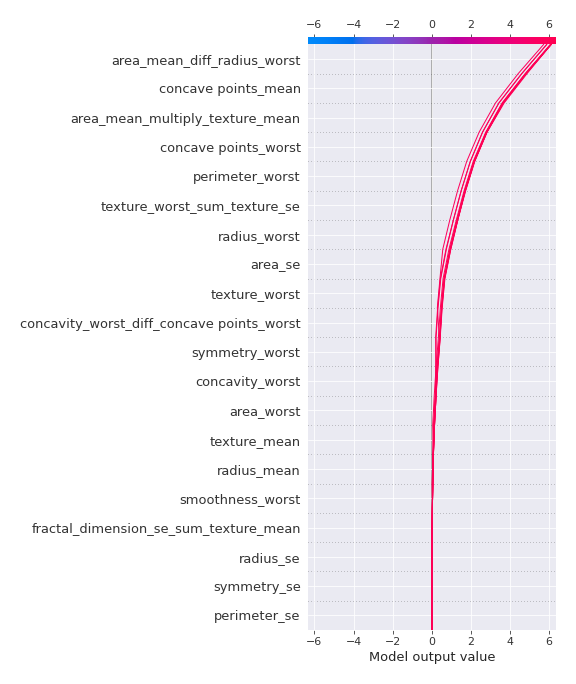 −6 −4 −2 0 2 4 6
area_mean_diff_radius_worst
concave points_mean
area_mean_multiply_texture_mean
concave points_worst
perimeter_worst
texture_worst_sum_texture_se
radius_worst
area_se
texture_worst
concavity_worst_diff_concave points_worst
symmetry_worst
concavity_worst
area_worst
texture_mean
radius_mean
smoothness_worst
fractal_dimension_se_sum_texture_mean
radius_se
symmetry_se
perimeter_se
−6 −4 −2 0 2 4 6
Model output value